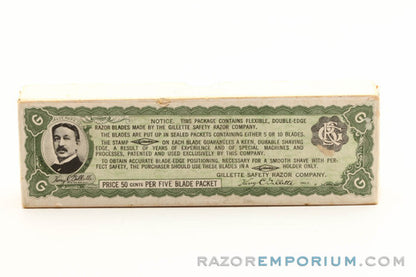 NOTICE. THIS PACKAGE CONTAINS FLEXIBLE, DOUBLE-EDGE
RAZOR BLADES MADE BY THE GILLETTE SAFETY RAZOR COMPANY.
THE BLADES ARE PUT UP IN SEALED PACKETS CONTAINING EITHER 5 OR 10 BLADES.
THE STAMP ON EACH BLADE GUARANTEES A KEEN, DURABLE SHAVING
EDGE, A RESULT OF YEARS OF EXPERIENCE AND OF SPECIAL MACHINES AND
PROCESSES, PATENTED AND USED EXCLUSIVELY BY THIS COMPANY.
TO OBTAIN ACCURATE BLADE-EDGE POSITIONING, NECESSARY FOR A SMOOTH SHAVE WITH PER-
FECT SAFETY, THE PURCHASER SHOULD USE THESE BLADES IN A HOLDER ONLY.
GILLETTE SAFETY RAZOR COMPANY.
King C. Gillette
King C. Gillette
PRICE 50 CENTS PER FIVE BLADE PACKET
G
G
G
G
RAZOREMPORIUM.COM